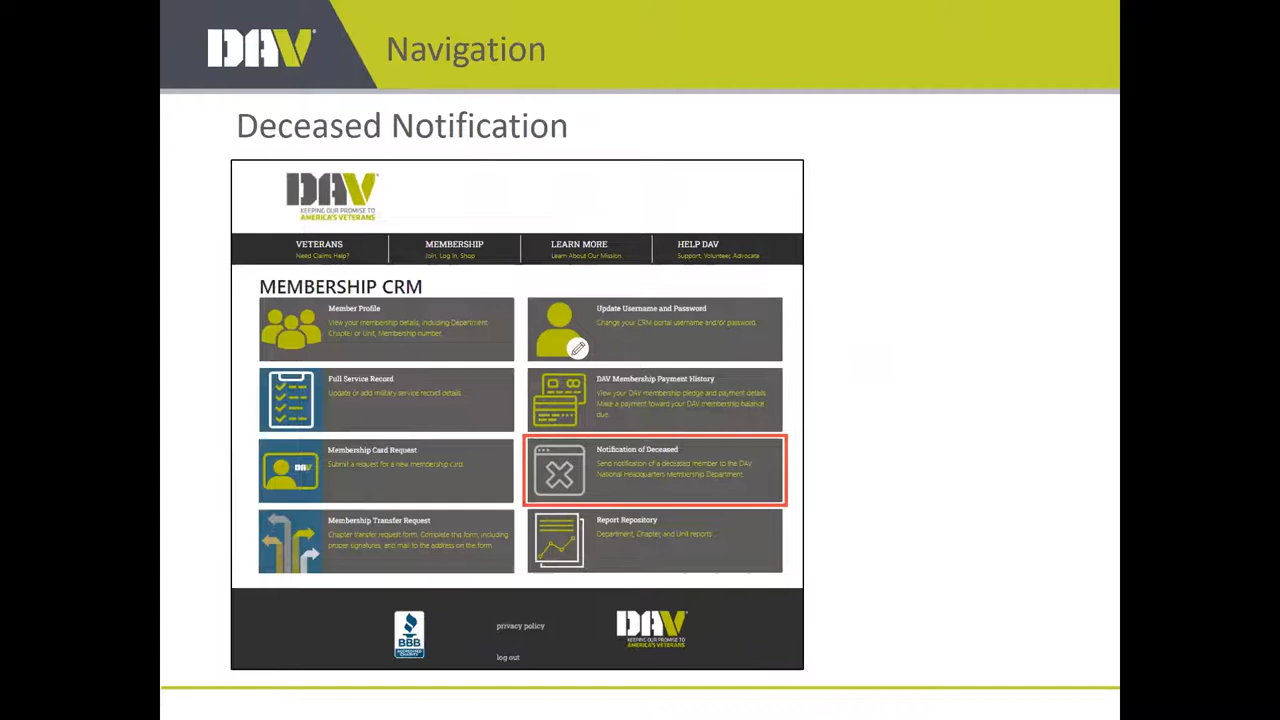 DAV
Navigation
Deceased Notification
DAV
KEEPING OUR PROMISE TO
AMERICA'S VETERANS
VETERANS
Need Claims Help?
MEMBERSHIP
Join, Log In, Shop
LEARN MORE
Learn About Our Mission
HELP DAV
Support, Volunteer, Advocate
MEMBERSHIP CRM
Member Profile
View your membership details, including Department,
Chapter or Unit, Membership number.
Update Username and Password
Change your CRM portal username and/or password.
Full Service Record
Update or add military service record details.
DAV Membership Payment History
View your DAV membership pledge and payment details.
Make a payment toward your DAV membership balance
due.
DAV
Membership Card Request
Submit a request for a new membership card.
Notification of Deceased
Send notification of a deceased member to the DAV
National Headquarters Membership Department.
Membership Transfer Request
Chapter transfer request form. Complete this form, including
proper signatures, and mail to the address on the form.
Report Repository
Department, Chapter, and Unit reports
BBB
ACCREDITED
CHARITY
privacy policy
log out
DAV
KEEPING OUR PROMISE TO
AMERICA'S VETERANS